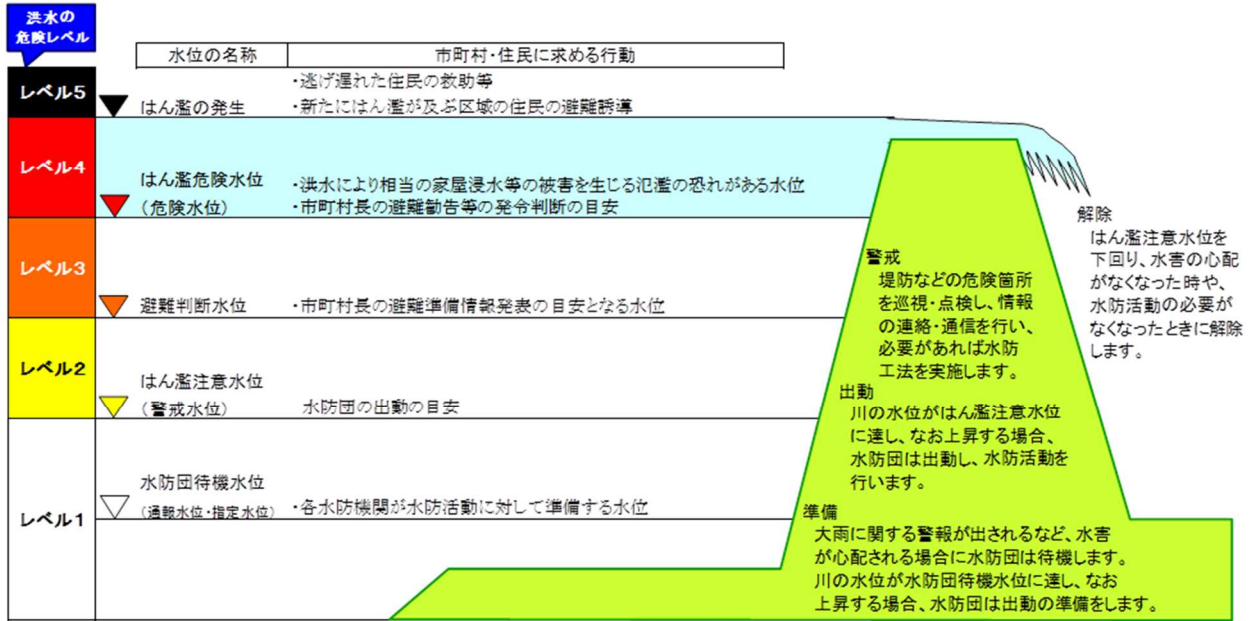 洪水の
危険レベル
水位の名称
市町村・住民に求める行動
レベル5
はん濫の発生
・逃げ遅れた住民の救助等
・新たにはん濫が及ぶ区域の住民の避難誘導
レベル4
はん濫危険水位
(危険水位)
・洪水により相当の家屋浸水等の被害を生じる氾濫の恐れがある水位
・市町村長の避難勧告等の発令判断の目安
レベル3
避難判断水位
・市町村長の避難準備情報発表の目安となる水位
レベル2
はん濫注意水位
(警戒水位)
水防団の出動の目安
レベル1
水防団待機水位
(通報水位・指定水位)
・各水防機関が水防活動に対して準備する水位
解除
はん濫注意水位を
下回り、水害の心配
がなくなった時や、
水防活動の必要が
なくなったときに解除
します。
警戒
堤防などの危険箇所
を巡視・点検し、情報
の連絡・通信を行い、
必要があれば水防
工法を実施します。
出動
川の水位がはん濫注意水位
に達し、なお上昇する場合、
水防団は出動し、水防活動を
行います。
準備
大雨に関する警報が出されるなど、水害
が心配される場合に水防団は待機します。
川の水位が水防団待機水位に達し、なお
上昇する場合、水防団は出動の準備をします。